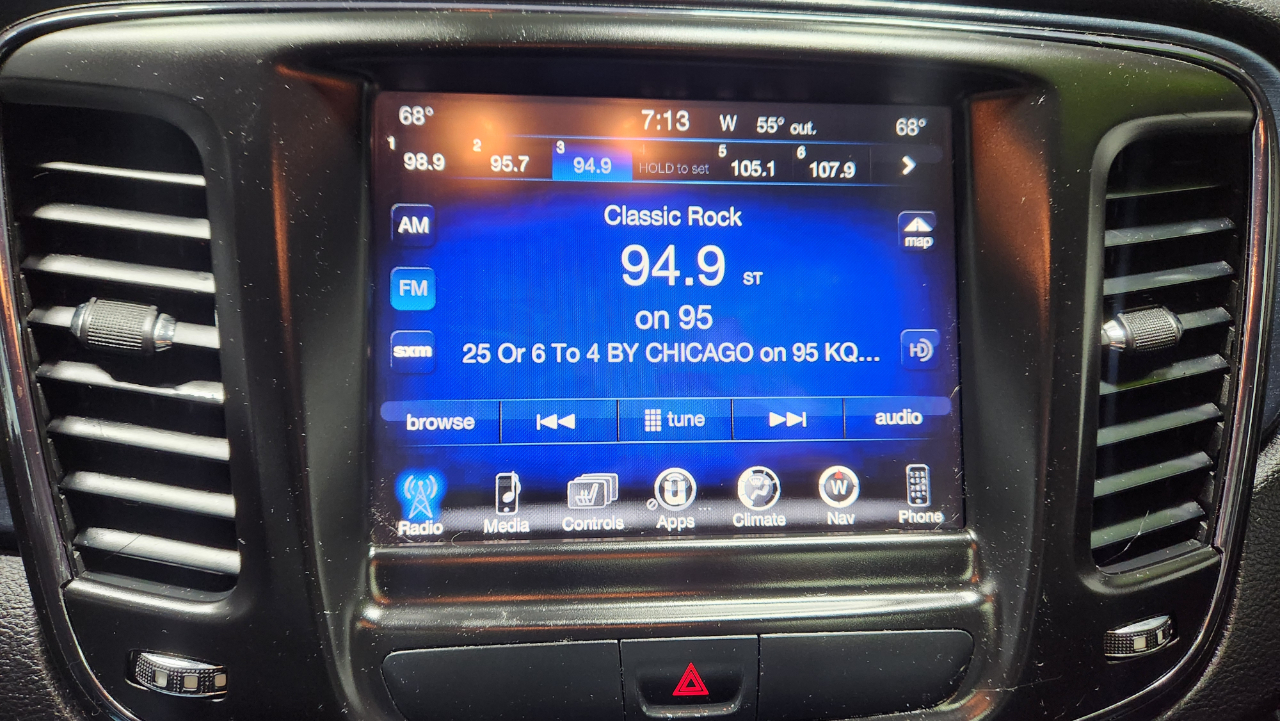 68° 7:13 W 55° out. 68°
1 98.9 2 95.7 3 94.9 HOLD to set 5 105.1 6 107.9
AM Classic Rock map
94.9 ST
FM
on 95
sxm 25 Or 6 To 4 BY CHICAGO on 95 KQ... HD
browse tune audio
W
Radio Media Controls Apps Climate Nav Phone